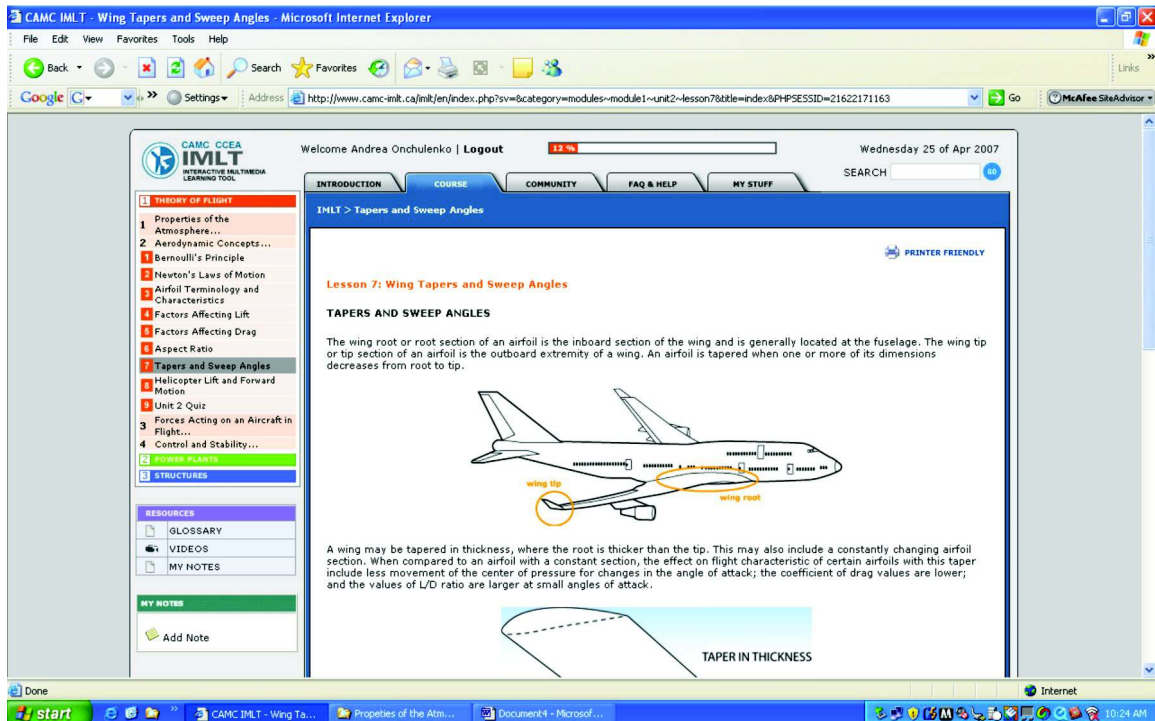 CAMC IMLT - Wing Tapers and Sweep Angles - Microsoft Internet Explorer
File Edit View Favorites Tools Help
Back Search Favorites Links
Google G Settings Address http://www.camc-imlt.ca/imlt/en/index.php?sv=&category=modules~module1~unit2~lesson7&title=index&PHPSESSID=21622171163 Go McAfee SiteAdvisor
CAMC CCEA
IMLT
INTERACTIVE MULTIMEDIA
LEARNING TOOL
Welcome Andrea Onchulenko | Logout 12 % Wednesday 25 of Apr 2007
SEARCH GO
INTRODUCTION COURSE COMMUNITY FAQ & HELP MY STUFF
IMLT > Tapers and Sweep Angles
1 THEORY OF FLIGHT
1 Properties of the
Atmosphere...
2 Aerodynamic Concepts...
1 Bernoulli's Principle
2 Newton's Laws of Motion
3 Airfoil Terminology and
Characteristics
4 Factors Affecting Lift
5 Factors Affecting Drag
6 Aspect Ratio
7 Tapers and Sweep Angles
8 Helicopter Lift and Forward
Motion
9 Unit 2 Quiz
3 Forces Acting on an Aircraft in
Flight...
4 Control and Stability...
2 POWER PLANTS
3 STRUCTURES
RESOURCES
GLOSSARY
VIDEOS
MY NOTES
MY NOTES
Add Note
PRINTER FRIENDLY
Lesson 7: Wing Tapers and Sweep Angles
TAPERS AND SWEEP ANGLES
The wing root or root section of an airfoil is the inboard section of the wing and is generally located at the fuselage. The wing tip
or tip section of an airfoil is the outboard extremity of a wing. An airfoil is tapered when one or more of its dimensions
decreases from root to tip.
wing tip
wing root
A wing may be tapered in thickness, where the root is thicker than the tip. This may also include a constantly changing airfoil
section. When compared to an airfoil with a constant section, the effect on flight characteristic of certain airfoils with this taper
include less movement of the center of pressure for changes in the angle of attack; the coefficient of drag values are lower;
and the values of L/D ratio are larger at small angles of attack.
TAPER IN THICKNESS
Done Internet
start CAMC IMLT - Wing Ta... Propeties of the Atm... Document4 - Microsof... 10:24 AM